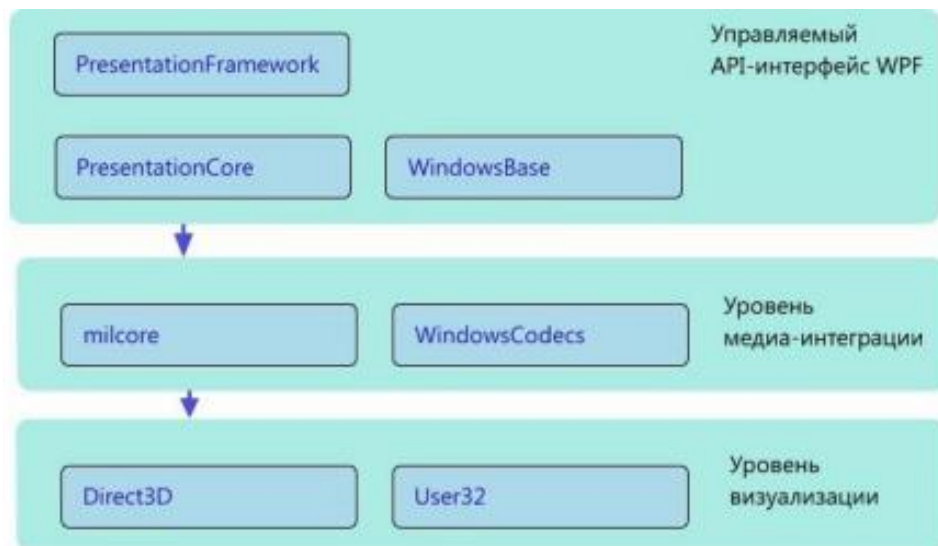 PresentationFramework
Управляемый
API-интерфейс WPF
PresentationCore
WindowsBase
milcore
WindowsCodecs
Уровень
медиа-интеграции
Direct3D
User32
Уровень
визуализации